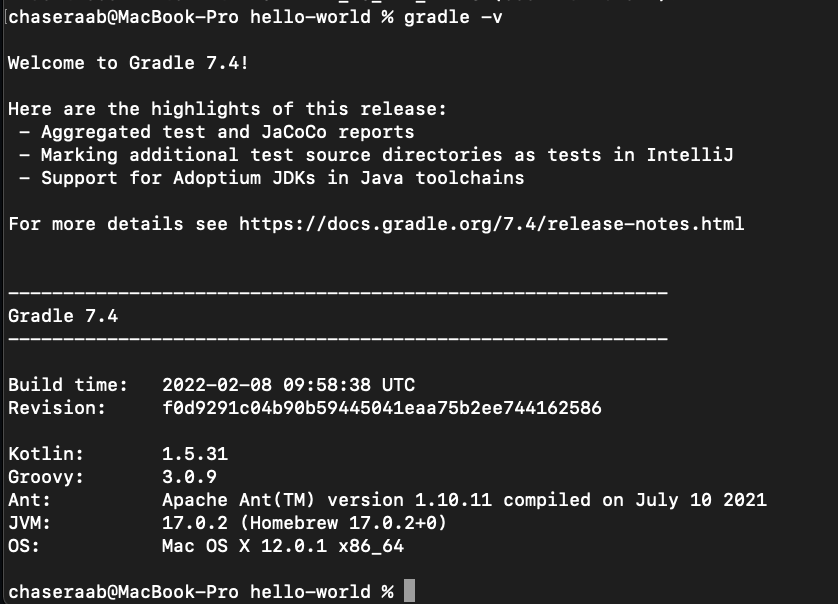 chaseraab@MacBook-Pro hello-world % gradle -v
Welcome to Gradle 7.4!
Here are the highlights of this release:
- Aggregated test and JaCoCo reports
- Marking additional test source directories as tests in IntelliJ
- Support for Adoptium JDKs in Java toolchains
For more details see https://docs.gradle.org/7.4/release-notes.html
------------------------------------------------------------
Gradle 7.4
------------------------------------------------------------
Build time:   2022-02-08 09:58:38 UTC
Revision:     f0d9291c04b90b59445041eaa75b2ee744162586
Kotlin:       1.5.31
Groovy:       3.0.9
Ant:          Apache Ant(TM) version 1.10.11 compiled on July 10 2021
JVM:          17.0.2 (Homebrew 17.0.2+0)
OS:           Mac OS X 12.0.1 x86_64
chaseraab@MacBook-Pro hello-world %